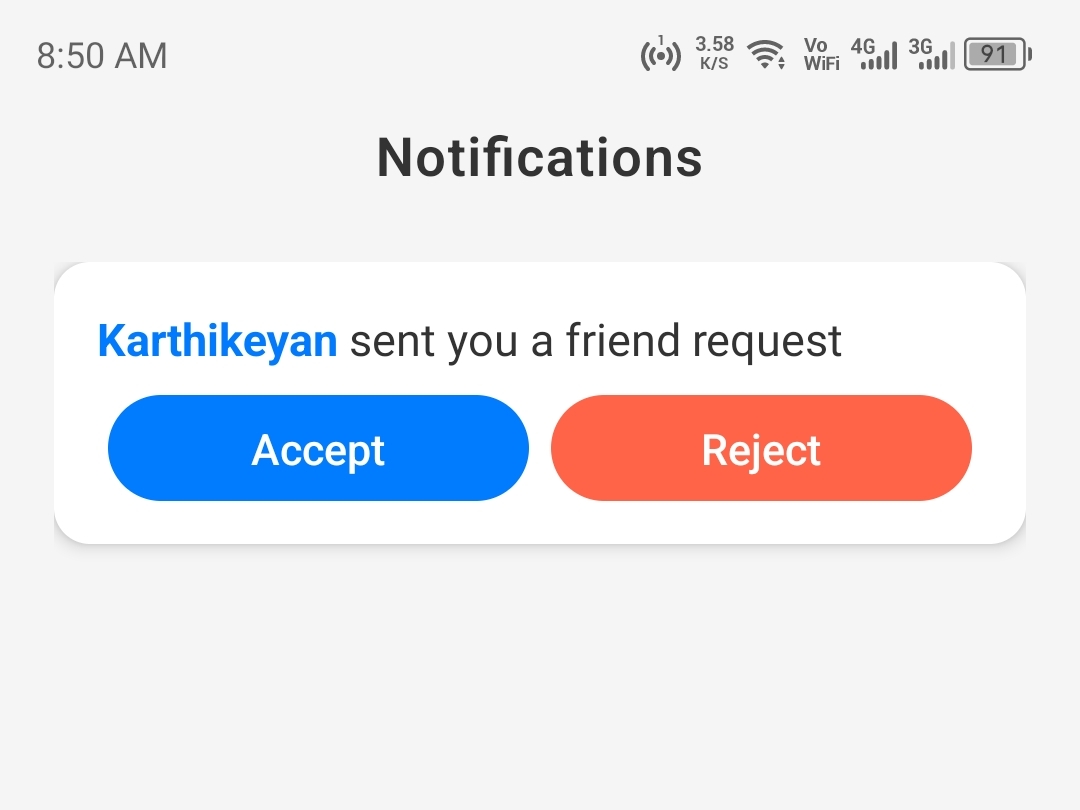 8:50 AM 1 3.58 K/S Vo WiFi 4G 3G 91
Notifications
Karthikeyan sent you a friend request
Accept Reject